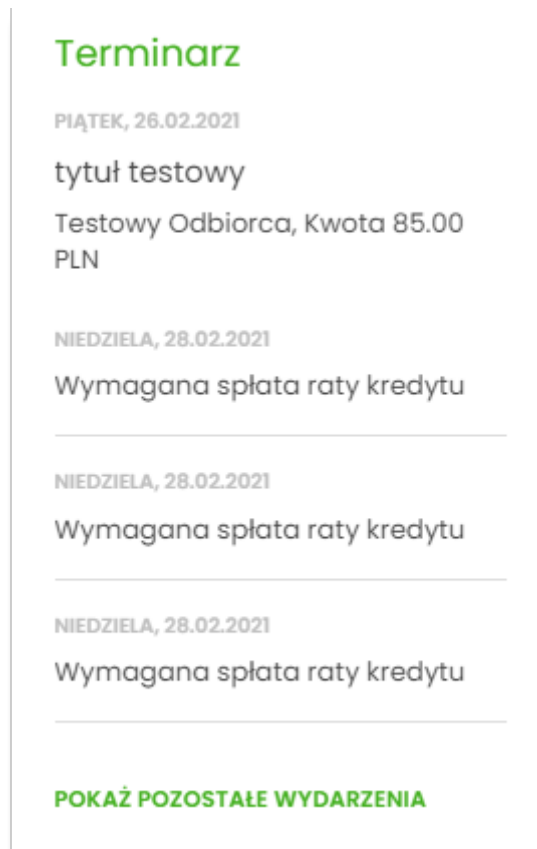 Terminarz
PIĄTEK, 26.02.2021
tytuł testowy
Testowy Odbiorca, Kwota 85.00
PLN
NIEDZIELA, 28.02.2021
Wymagana spłata raty kredytu
NIEDZIELA, 28.02.2021
Wymagana spłata raty kredytu
NIEDZIELA, 28.02.2021
Wymagana spłata raty kredytu
POKAŻ POZOSTAŁE WYDARZENIA